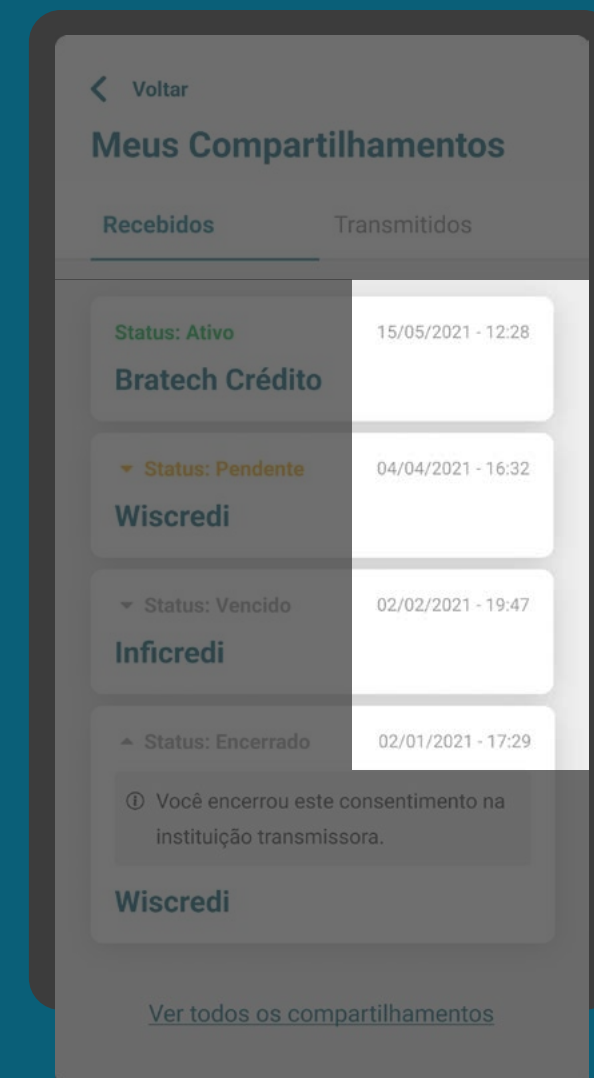 Voltar
Meus Compartilhamentos
Recebidos Transmitidos
Status: Ativo 15/05/2021 - 12:28
Bratech Crédito
Status: Pendente 04/04/2021 - 16:32
Wiscredi
Status: Vencido 02/02/2021 - 19:47
Inficredi
Status: Encerrado 02/01/2021 - 17:29
Você encerrou este consentimento na
instituição transmissora.
Wiscredi
Ver todos os compartilhamentos